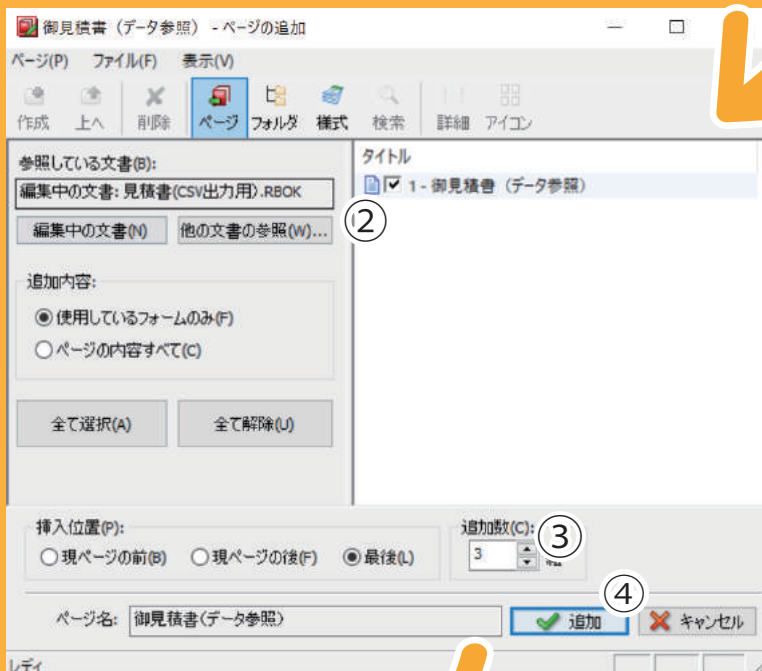 御見積書（データ参照） - ページの追加
ページ(P) ファイル(F) 表示(V)
作成 上へ 削除 ページ フォルダ 様式 検索 詳細 アイコン
参照している文書(B):
編集中の文書: 見積書(CSV出力用).RBOK
編集中の文書(N) 他の文書の参照(W)...
②
追加内容:
使用しているフォームのみ(F)
ページの内容すべて(C)
全て選択(A) 全て解除(U)
タイトル
1 - 御見積書（データ参照）
挿入位置(P):
現ページの前(B) 現ページの後(F) 最後(L)
追加数(C):
3
③
④
ページ名: 御見積書（データ参照） 追加 キャンセル
レディ